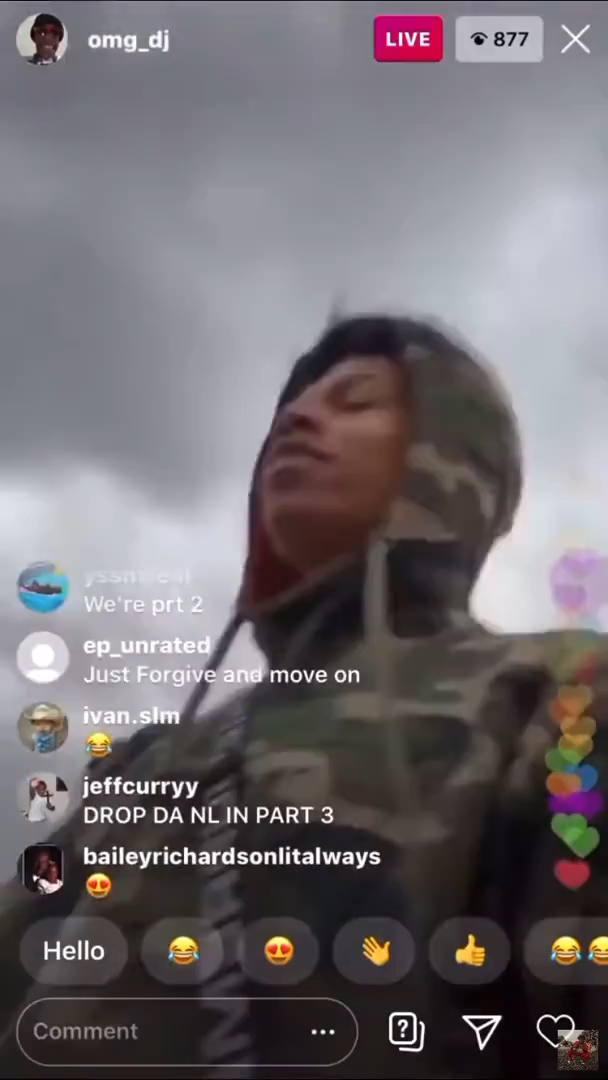 omg_dj
LIVE
877
We're prt 2
ep_unrated
Just Forgive and move on
ivan.slm
😂
jeffcurryy
DROP DA NL IN PART 3
baileyrichardsonlitalways
😍
Hello
😂
😍
👋
👍
😂😂
Comment